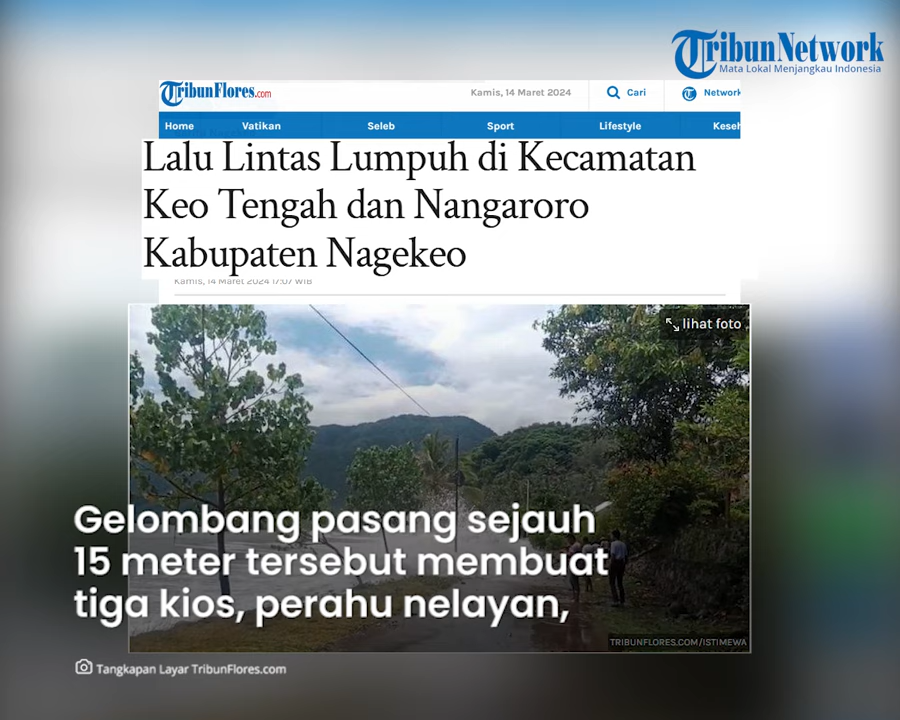 TribunNetwork
Mata Lokal Menjangkau Indonesia
TribunFlores.com
Kamis, 14 Maret 2024
Cari
Network
Home Vatikan Seleb Sport Lifestyle Keseh
Lalu Lintas Lumpuh di Kecamatan
Keo Tengah dan Nangaroro
Kabupaten Nagekeo
Kamis, 14 Maret 2024 17:07 WIB
lihat foto
Gelombang pasang sejauh
15 meter tersebut membuat
tiga kios, perahu nelayan,
TRIBUNFLORES.COM/ISTIMEWA
Tangkapan Layar TribunFlores.com